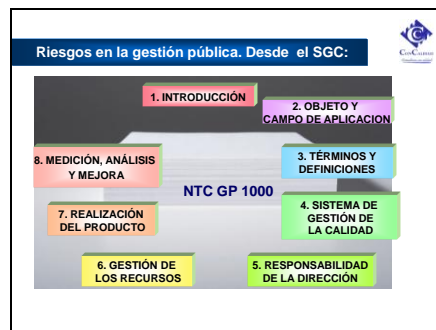 Riesgos en la gestión pública. Desde el SGC:
CONCALIDAD
1. INTRODUCCIÓN
2. OBJETO Y
CAMPO DE APLICACION
3. TÉRMINOS Y
DEFINICIONES
4. SISTEMA DE
GESTIÓN DE
LA CALIDAD
5. RESPONSABILIDAD
DE LA DIRECCIÓN
6. GESTIÓN DE
LOS RECURSOS
7. REALIZACIÓN
DEL PRODUCTO
8. MEDICIÓN, ANÁLISIS
Y MEJORA
NTC GP 1000